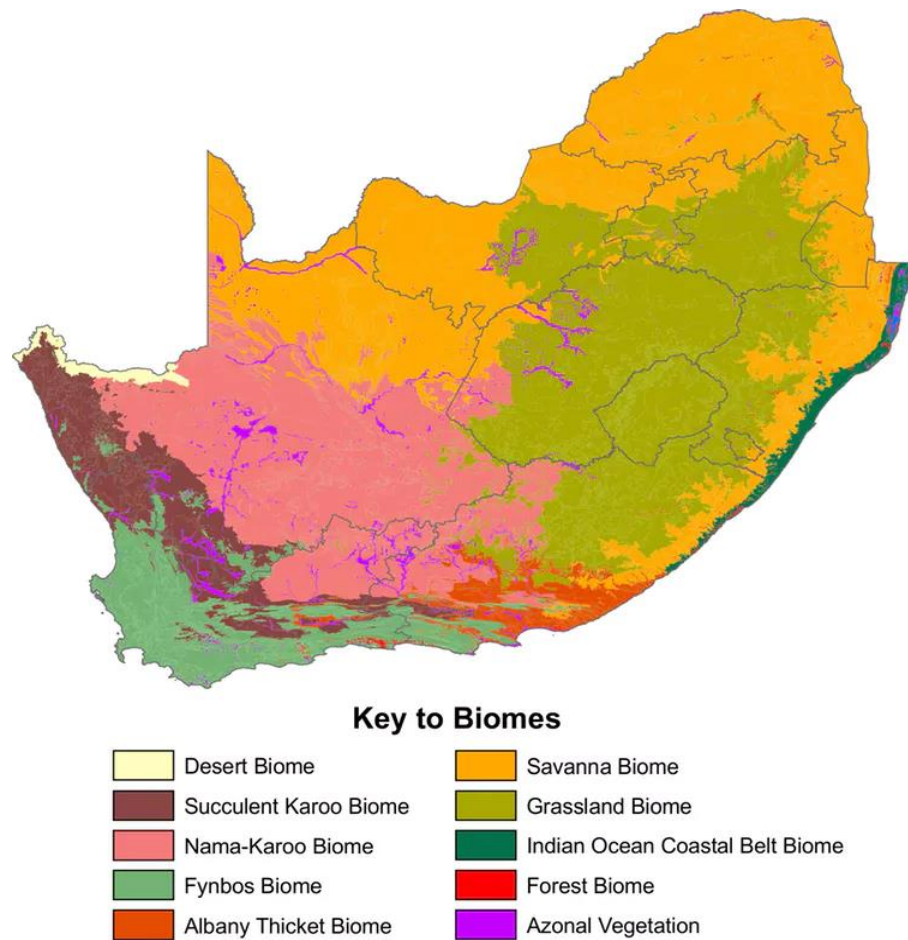 Key to Biomes
Desert Biome
Succulent Karoo Biome
Nama-Karoo Biome
Fynbos Biome
Albany Thicket Biome
Savanna Biome
Grassland Biome
Indian Ocean Coastal Belt Biome
Forest Biome
Azonal Vegetation